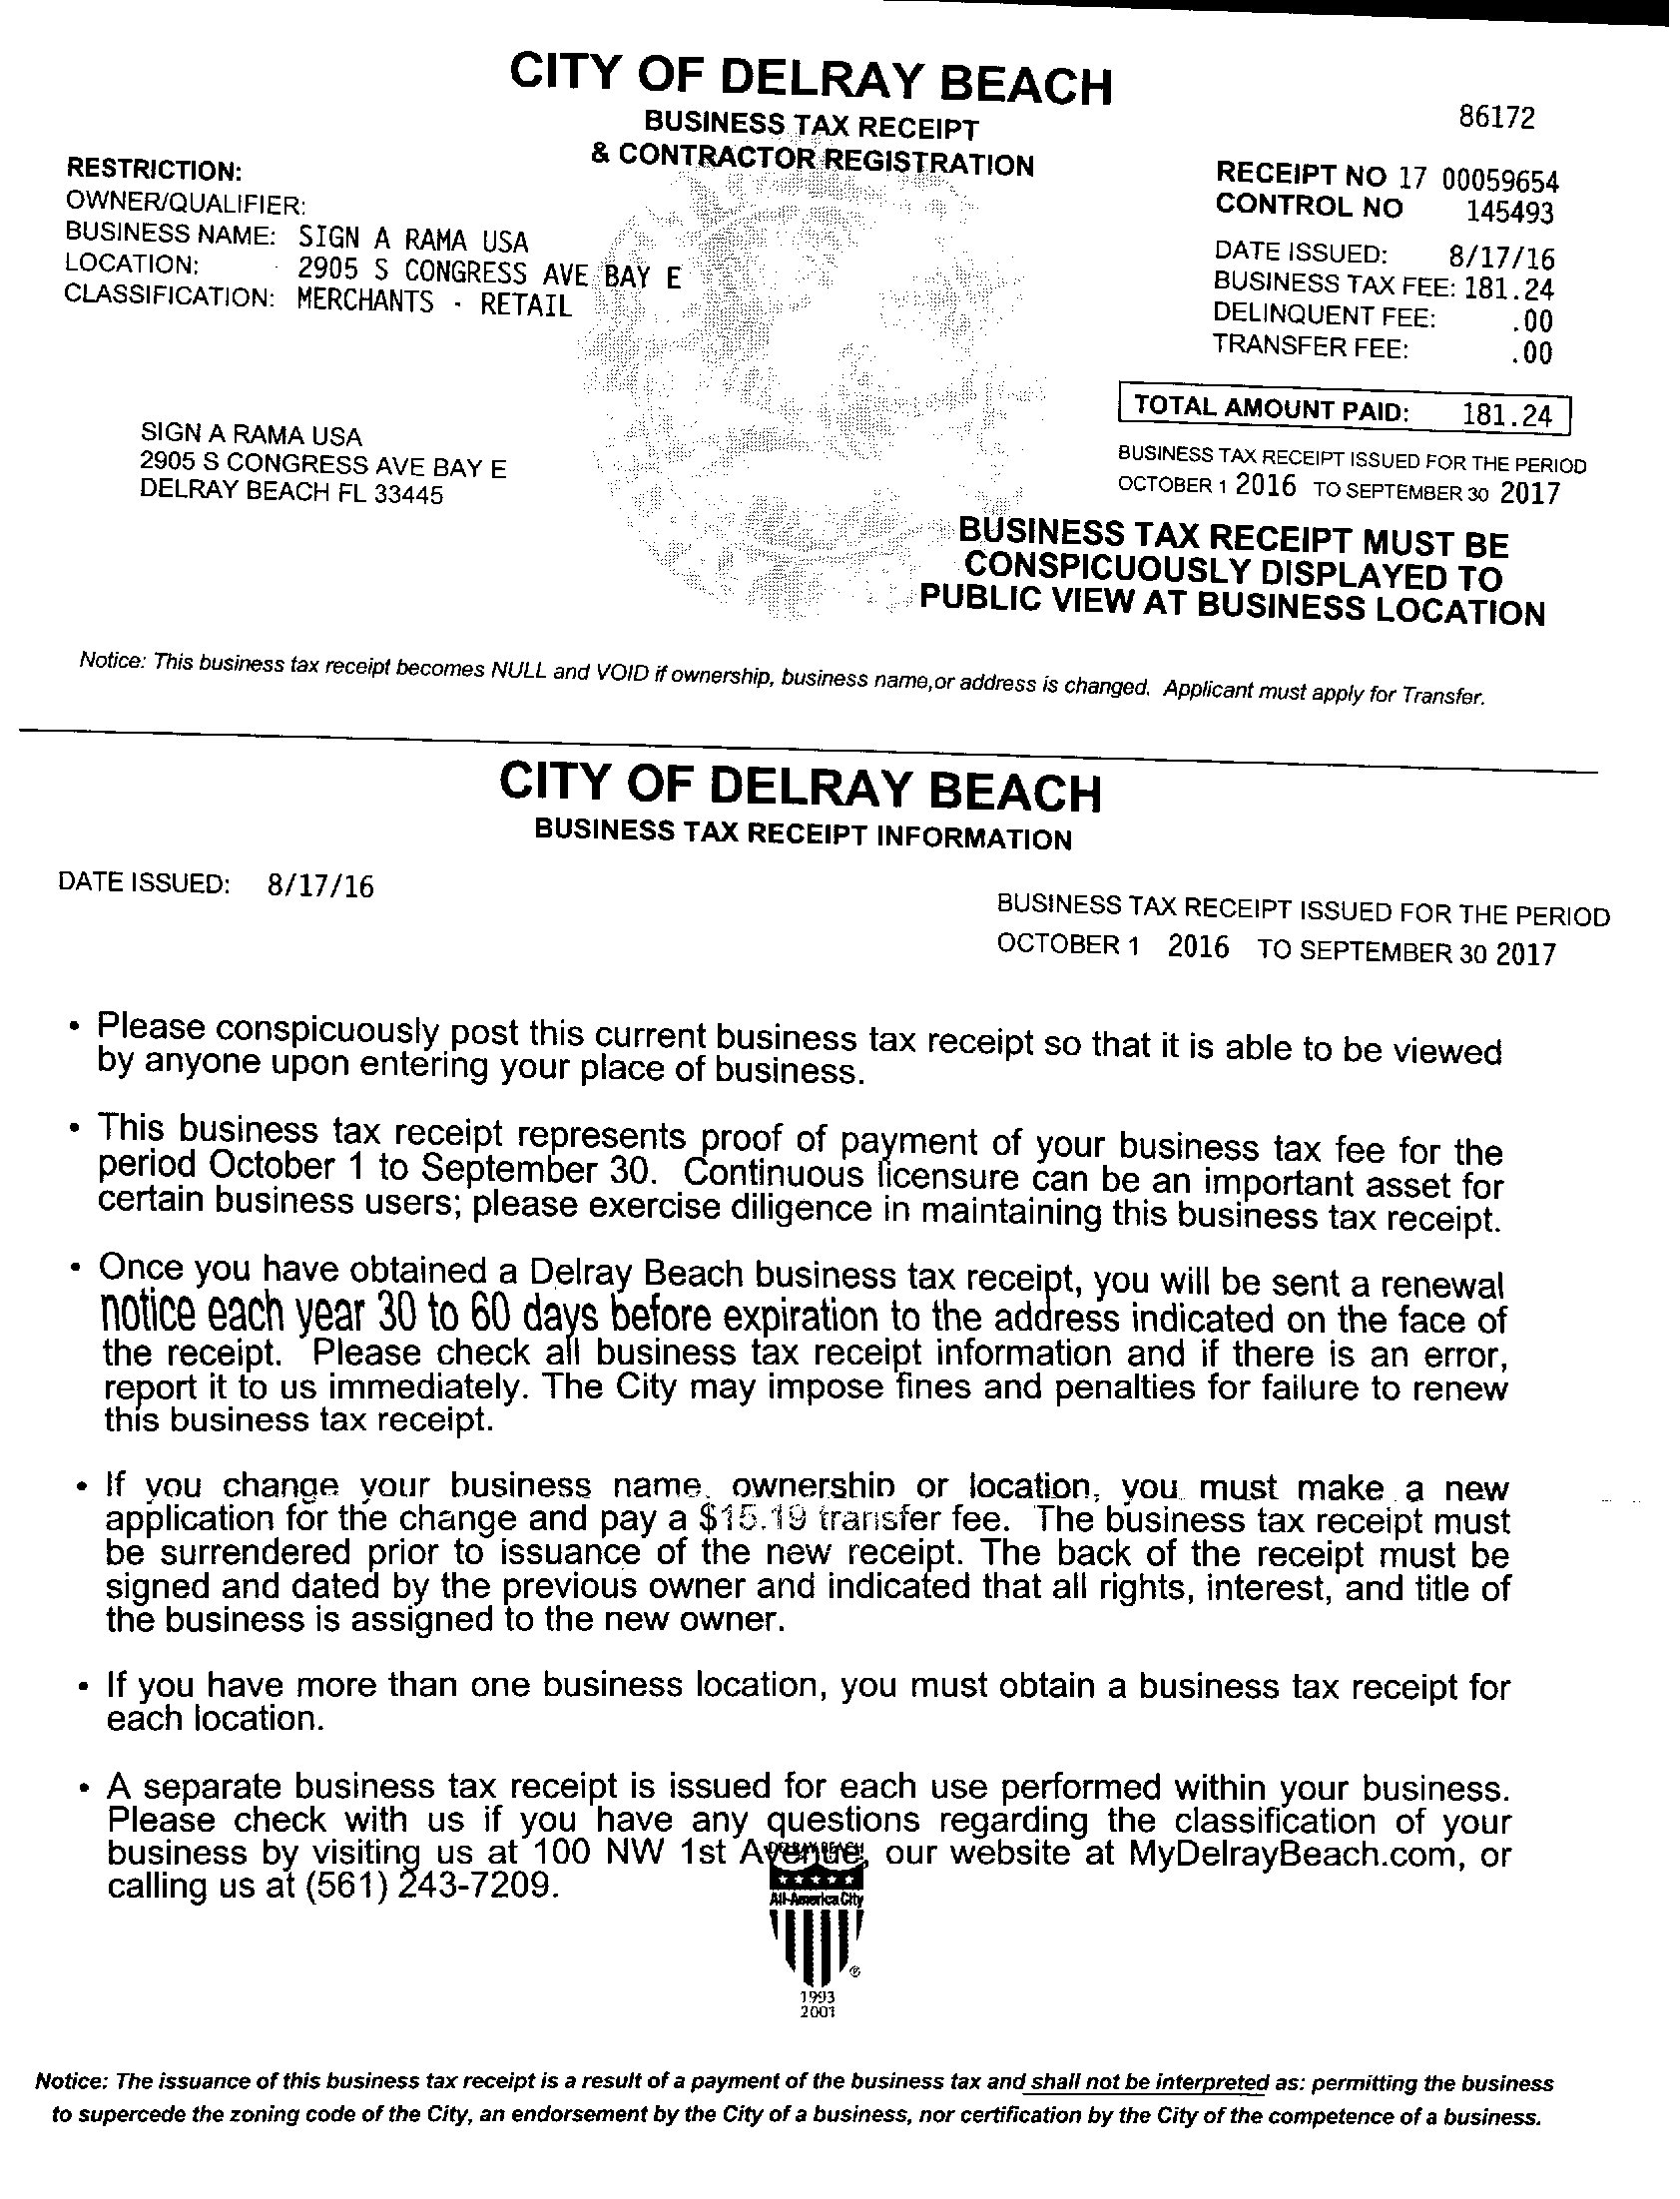 CITY OF DELRAY BEACH
BUSINESS TAX RECEIPT
& CONTRACTOR REGISTRATION
86172
RESTRICTION:
OWNER/QUALIFIER:
BUSINESS NAME: SIGN A RAMA USA
LOCATION: 2905 S CONGRESS AVE BAY E
CLASSIFICATION: MERCHANTS - RETAIL
RECEIPT NO 17 00059654
CONTROL NO 145493
DATE ISSUED: 8/17/16
BUSINESS TAX FEE: 181.24
DELINQUENT FEE: .00
TRANSFER FEE: .00
TOTAL AMOUNT PAID: 181.24
SIGN A RAMA USA
2905 S CONGRESS AVE BAY E
DELRAY BEACH FL 33445
BUSINESS TAX RECEIPT ISSUED FOR THE PERIOD
OCTOBER 1 2016 TO SEPTEMBER 30 2017
BUSINESS TAX RECEIPT MUST BE
CONSPICUOUSLY DISPLAYED TO
PUBLIC VIEW AT BUSINESS LOCATION
Notice: This business tax receipt becomes NULL and VOID if ownership, business name,or address is changed. Applicant must apply for Transfer.
CITY OF DELRAY BEACH
BUSINESS TAX RECEIPT INFORMATION
DATE ISSUED: 8/17/16
BUSINESS TAX RECEIPT ISSUED FOR THE PERIOD
OCTOBER 1 2016 TO SEPTEMBER 30 2017
• Please conspicuously post this current business tax receipt so that it is able to be viewed
by anyone upon entering your place of business.
• This business tax receipt represents proof of payment of your business tax fee for the
period October 1 to September 30. Continuous licensure can be an important asset for
certain business users; please exercise diligence in maintaining this business tax receipt.
• Once you have obtained a Delray Beach business tax receipt, you will be sent a renewal
notice each year 30 to 60 days before expiration to the address indicated on the face of
the receipt. Please check all business tax receipt information and if there is an error,
report it to us immediately. The City may impose fines and penalties for failure to renew
this business tax receipt.
• If you change your business name, ownership or location, you must make a new
application for the change and pay a $15.19 transfer fee. The business tax receipt must
be surrendered prior to issuance of the new receipt. The back of the receipt must be
signed and dated by the previous owner and indicated that all rights, interest, and title of
the business is assigned to the new owner.
• If you have more than one business location, you must obtain a business tax receipt for
each location.
• A separate business tax receipt is issued for each use performed within your business.
Please check with us if you have any questions regarding the classification of your
business by visiting us at 100 NW 1st Avenue, our website at MyDelrayBeach.com, or
calling us at (561) 243-7209.
DELRAY BEACH
All-America City
®
1993
2001
Notice: The issuance of this business tax receipt is a result of a payment of the business tax and shall not be interpreted as: permitting the business
to supercede the zoning code of the City, an endorsement by the City of a business, nor certification by the City of the competence of a business.